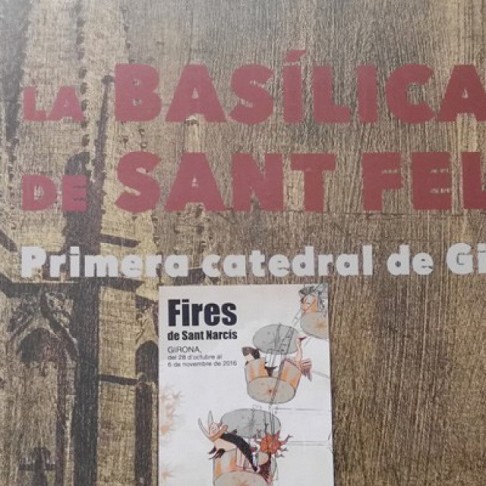 LA BASÍLICA
DE SANT FEL
Primera catedral de Gi
Fires
de Sant Narcís
GIRONA,
del 28 d'octubre al
6 de novembre de 2016